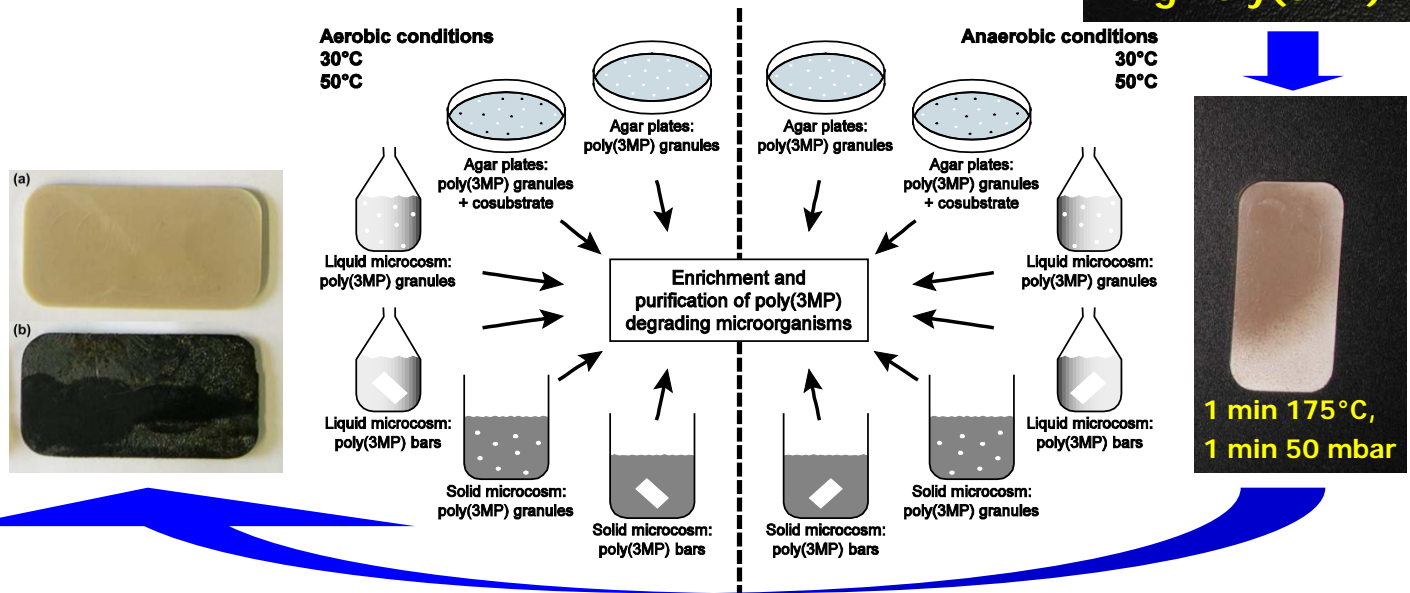 Aerobic conditions
30°C
50°C
Anaerobic conditions
30°C
50°C
Agar plates:
poly(3MP) granules
Agar plates:
poly(3MP) granules
+ cosubstrate
Liquid microcosm:
poly(3MP) granules
Liquid microcosm:
poly(3MP) bars
Solid microcosm:
poly(3MP) granules
Solid microcosm:
poly(3MP) bars
Enrichment and
purification of poly(3MP)
degrading microorganisms
Agar plates:
poly(3MP) granules
Agar plates:
poly(3MP) granules
+ cosubstrate
Liquid microcosm:
poly(3MP) granules
Liquid microcosm:
poly(3MP) bars
Solid microcosm:
poly(3MP) granules
Solid microcosm:
poly(3MP) bars
(a)
(b)
1 min 175°C,
1 min 50 mbar